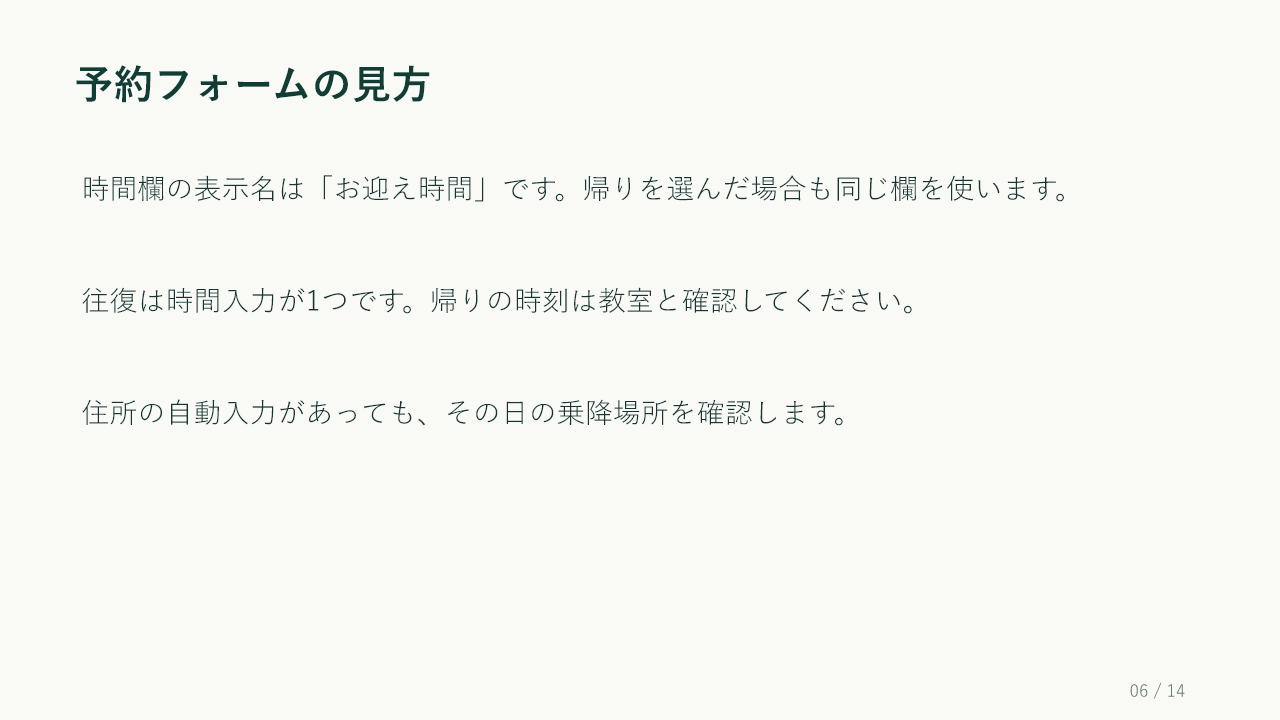 予約フォームの見方
時間欄の表示名は「お迎え時間」です。帰りを選んだ場合も同じ欄を使います。
往復は時間入力が1つです。帰りの時刻は教室と確認してください。
住所の自動入力があっても、その日の乗降場所を確認します。
06 / 14